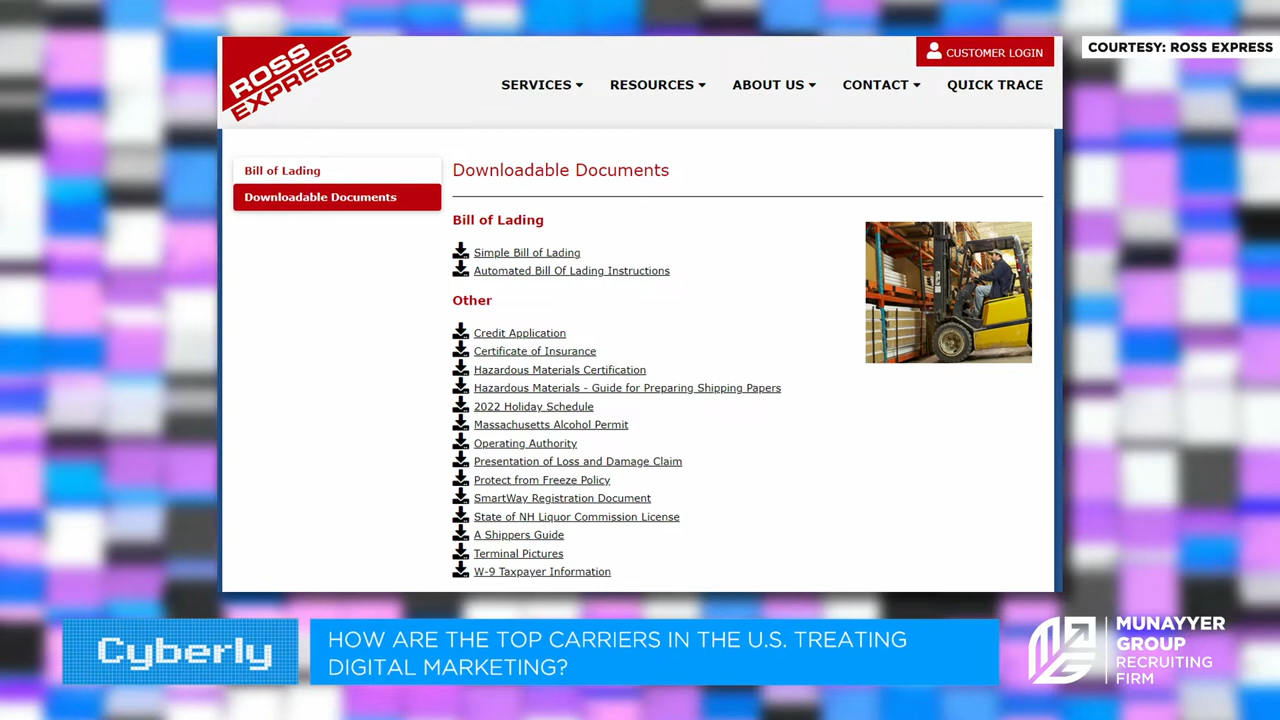 ROSS
EXPRESS
CUSTOMER LOGIN
COURTESY: ROSS EXPRESS
SERVICES
RESOURCES
ABOUT US
CONTACT
QUICK TRACE
Bill of Lading
Downloadable Documents
Downloadable Documents
Bill of Lading
Simple Bill of Lading
Automated Bill Of Lading Instructions
Other
Credit Application
Certificate of Insurance
Hazardous Materials Certification
Hazardous Materials - Guide for Preparing Shipping Papers
2022 Holiday Schedule
Massachusetts Alcohol Permit
Operating Authority
Presentation of Loss and Damage Claim
Protect from Freeze Policy
SmartWay Registration Document
State of NH Liquor Commission License
A Shippers Guide
Terminal Pictures
W-9 Taxpayer Information
Cyberly
HOW ARE THE TOP CARRIERS IN THE U.S. TREATING
DIGITAL MARKETING?
MUNAYYER
GROUP
RECRUITING
FIRM